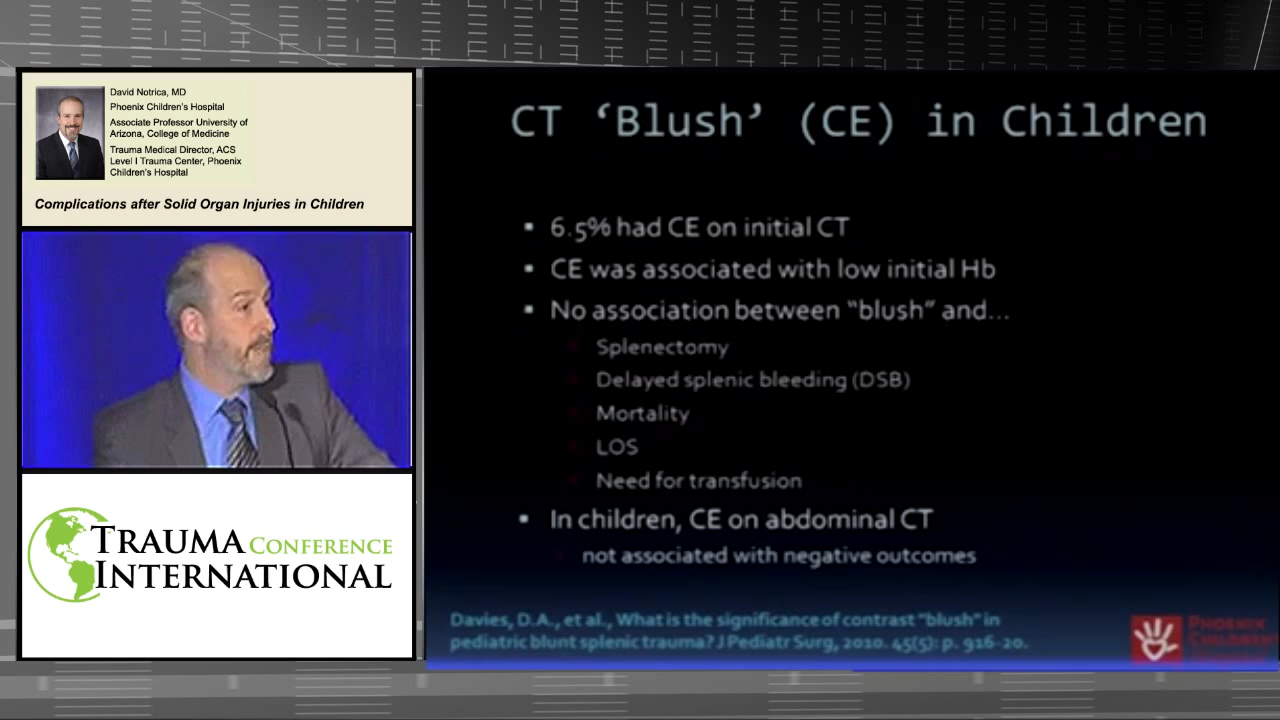 David Notrica, MD
Phoenix Children's Hospital
Associate Professor University of
Arizona, College of Medicine
Trauma Medical Director, ACS
Level I Trauma Center, Phoenix
Children's Hospital
Complications after Solid Organ Injuries in Children
TRAUMA CONFERENCE
INTERNATIONAL
CT ‘Blush’ (CE) in Children
▪ 6.5% had CE on initial CT
▪ CE was associated with low initial Hb
▪ No association between “blush” and...
Splenectomy
Delayed splenic bleeding (DSB)
Mortality
LOS
Need for transfusion
▪ In children, CE on abdominal CT
not associated with negative outcomes
Davies, D.A., et al., What is the significance of contrast “blush” in
pediatric blunt splenic trauma? J Pediatr Surg, 2010. 45(5): p. 916-20.
PHOENIX
CHILDREN'S